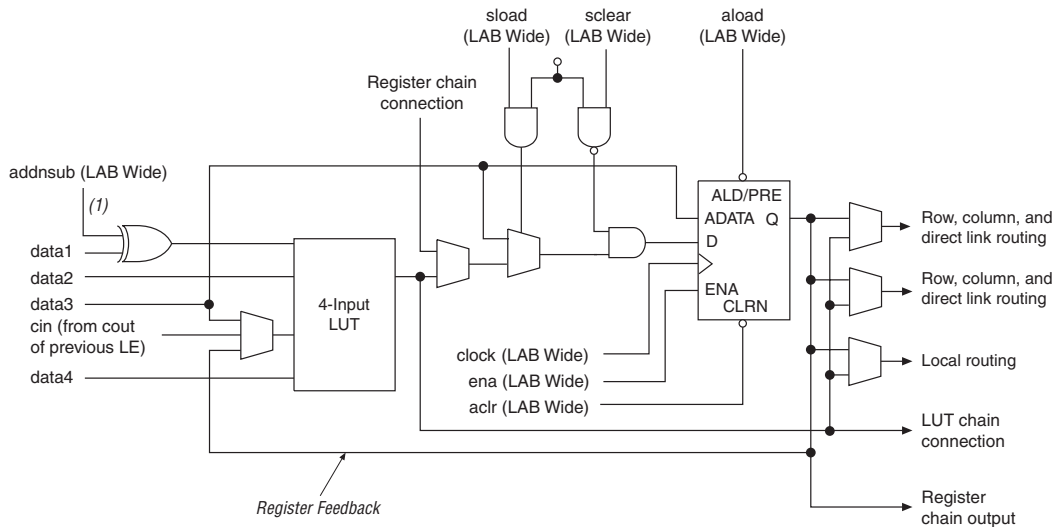 sload
(LAB Wide)
sclear
(LAB Wide)
aload
(LAB Wide)
Register chain
connection
addnsub (LAB Wide)
(1)
data1
data2
data3
cin (from cout
of previous LE)
data4
4-Input
LUT
ALD/PRE
ADATA Q
D
ENA
CLRN
clock (LAB Wide)
ena (LAB Wide)
aclr (LAB Wide)
Row, column, and
direct link routing
Row, column, and
direct link routing
Local routing
LUT chain
connection
Register
chain output
Register Feedback